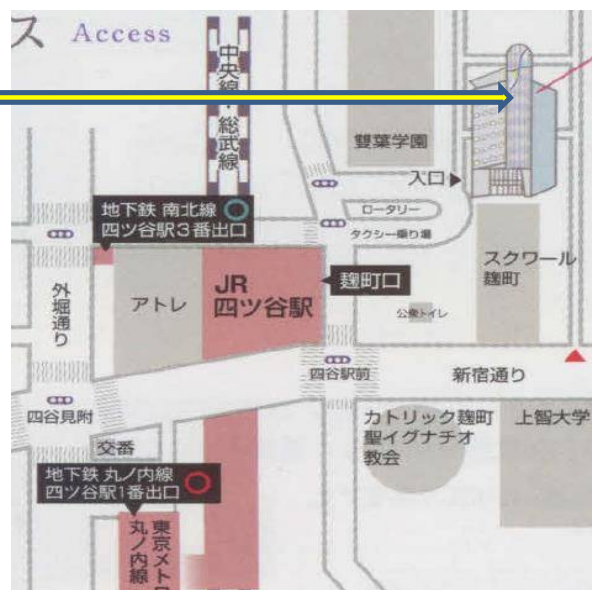 ス Access
中央線・総武線
雙葉学園
入口
地下鉄 南北線
四ツ谷駅3番出口
ロータリー
タクシー乗り場
スクワール
麹町
外堀通り
アトレ
JR
四ツ谷駅
麹町口
公衆トイレ
四谷駅前
新宿通り
四谷見附
カトリック麹町
聖イグナチオ
教会
上智大学
交番
地下鉄 丸ノ内線
四ツ谷駅1番出口
東京メトロ
丸ノ内線